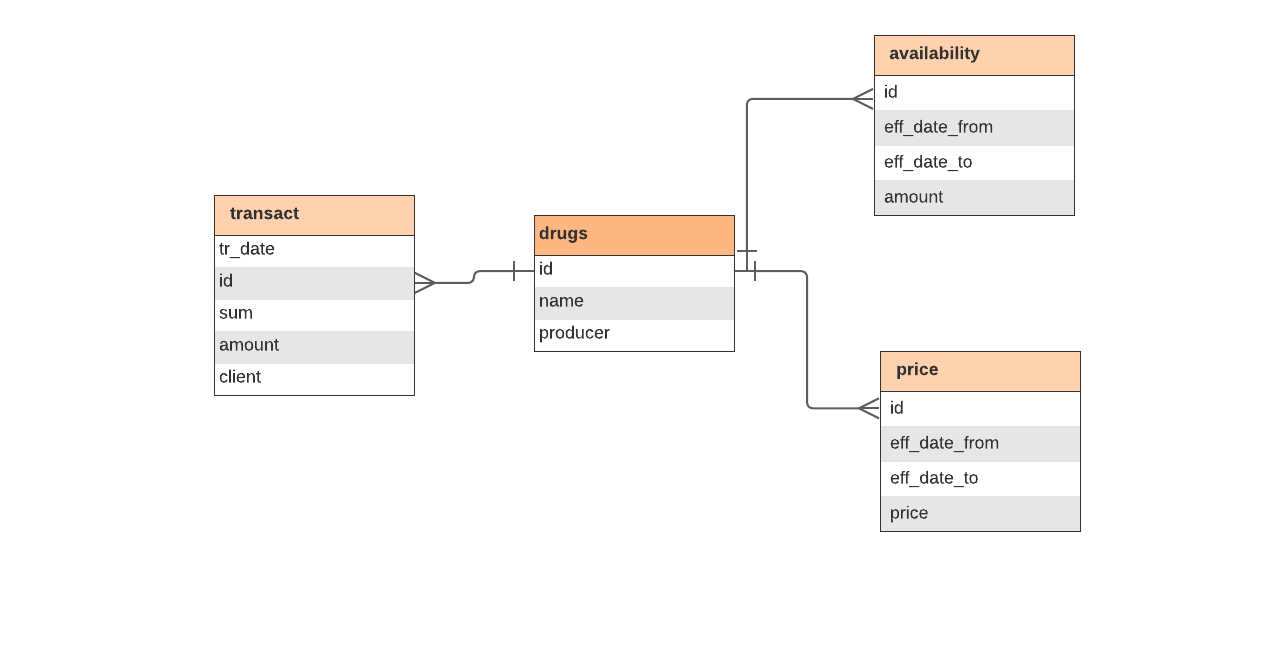 transact
tr_date
id
sum
amount
client
drugs
id
name
producer
availability
id
eff_date_from
eff_date_to
amount
price
id
eff_date_from
eff_date_to
price